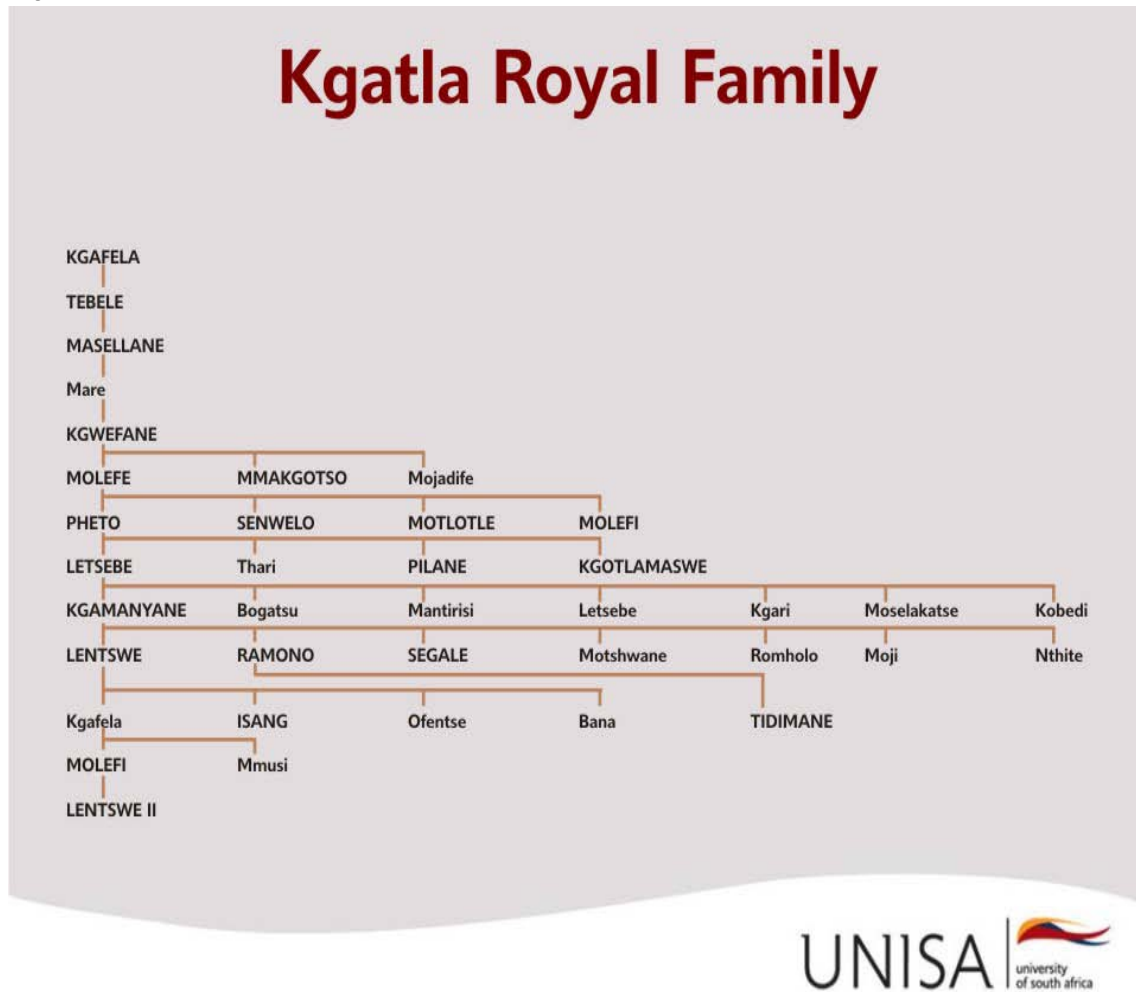 Kgatla Royal Family
KGAFELA
TEBELE
MASELLANE
Mare
KGWEFANE
MOLEFE MMAKGOTSO Mojadife
PHETO SENWELO MOTLOTLE MOLEFI
LETSEBE Thari PILANE KGOTLAMASWE
KGAMANYANE Bogatsu Mantirisi Letsebe Kgari Moselakatse Kobedi
LENTSWE RAMONO SEGALE Motshwane Romholo Moji Nthite
Kgafela ISANG Ofentse Bana TIDIMANE
MOLEFI Mmusi
LENTSWE II
UNISA university
of south africa